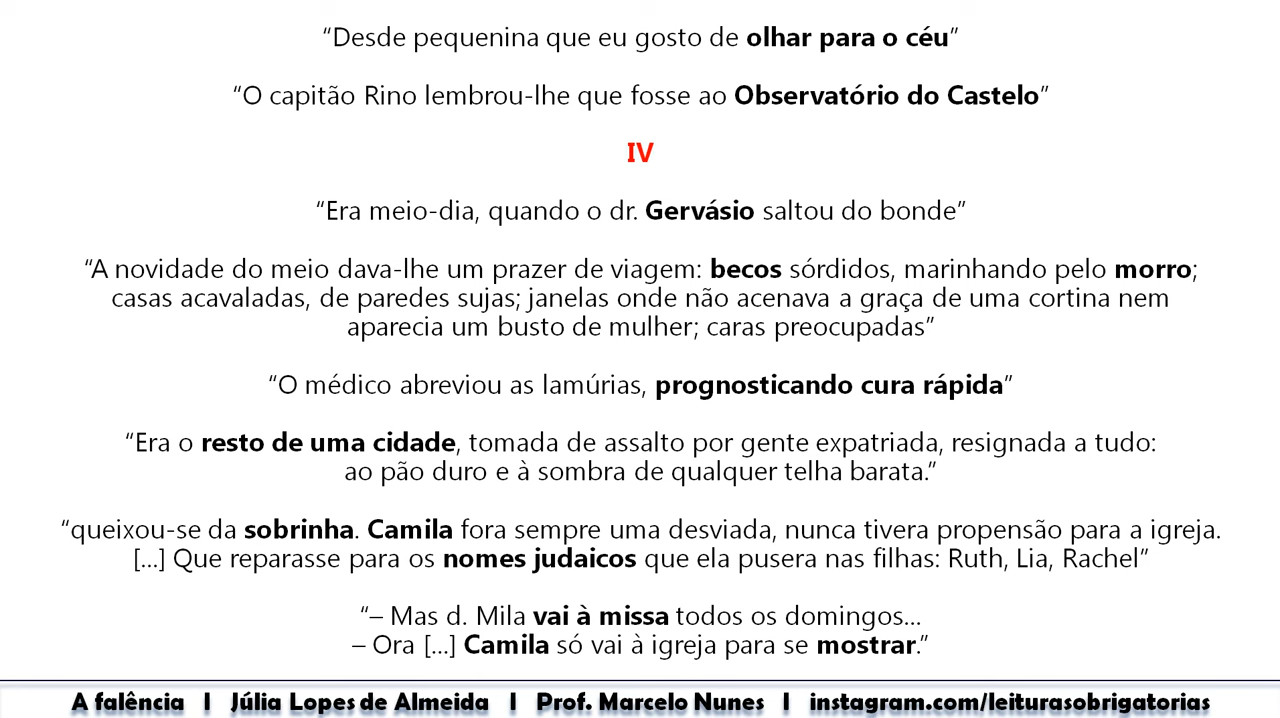 “Desde pequenina que eu gosto de olhar para o céu”
“O capitão Rino lembrou-lhe que fosse ao Observatório do Castelo”
IV
“Era meio-dia, quando o dr. Gervásio saltou do bonde”
“A novidade do meio dava-lhe um prazer de viagem: becos sórdidos, marinhando pelo morro;
casas acavaladas, de paredes sujas; janelas onde não acenava a graça de uma cortina nem
aparecia um busto de mulher; caras preocupadas”
“O médico abreviou as lamúrias, prognosticando cura rápida”
“Era o resto de uma cidade, tomada de assalto por gente expatriada, resignada a tudo:
ao pão duro e à sombra de qualquer telha barata.”
“queixou-se da sobrinha. Camila fora sempre uma desviada, nunca tivera propensão para a igreja.
[...] Que reparasse para os nomes judaicos que ela pusera nas filhas: Ruth, Lia, Rachel”
“– Mas d. Mila vai à missa todos os domingos...
– Ora [...] Camila só vai à igreja para se mostrar.”
A falência I Júlia Lopes de Almeida I Prof. Marcelo Nunes I instagram.com/leiturasobrigatorias